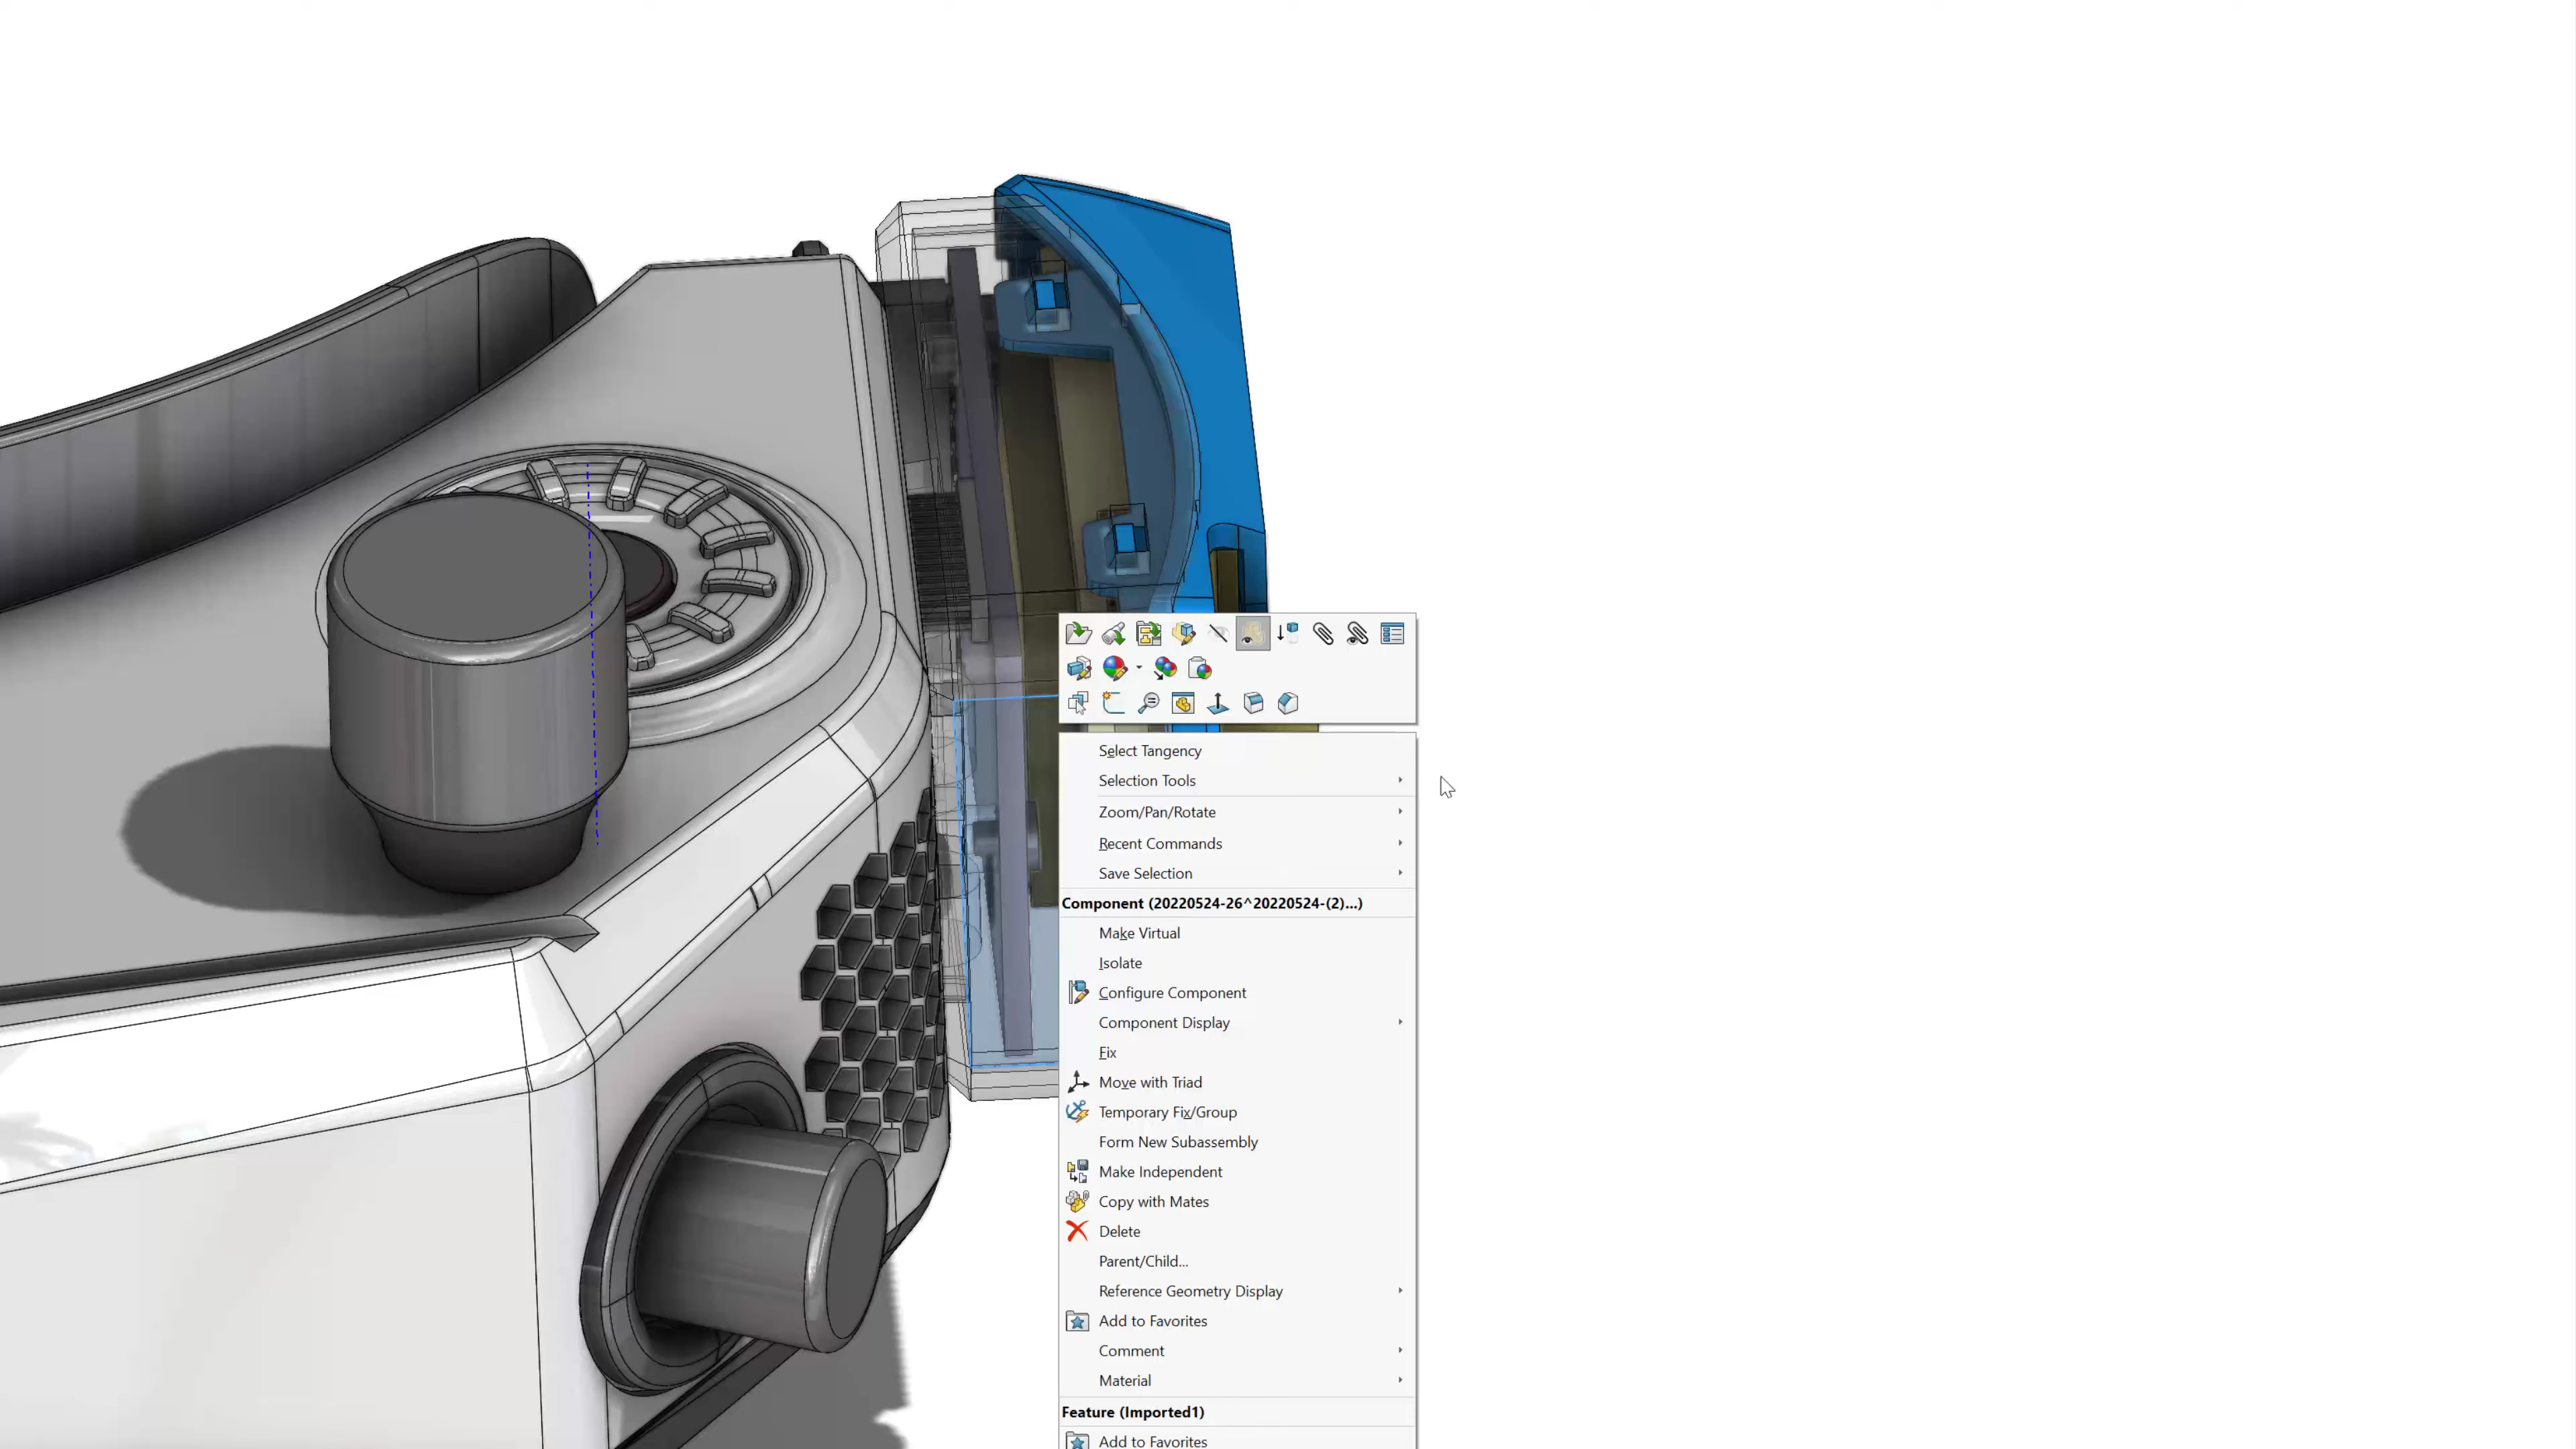 Select Tangency
Selection Tools
Zoom/Pan/Rotate
Recent Commands
Save Selection
Component (20220524-26^20220524-(2)...)
Make Virtual
Isolate
Configure Component
Component Display
Fix
Move with Triad
Temporary Fix/Group
Form New Subassembly
Make Independent
Copy with Mates
Delete
Parent/Child...
Reference Geometry Display
Add to Favorites
Comment
Material
Feature (Imported1)
Add to Favorites